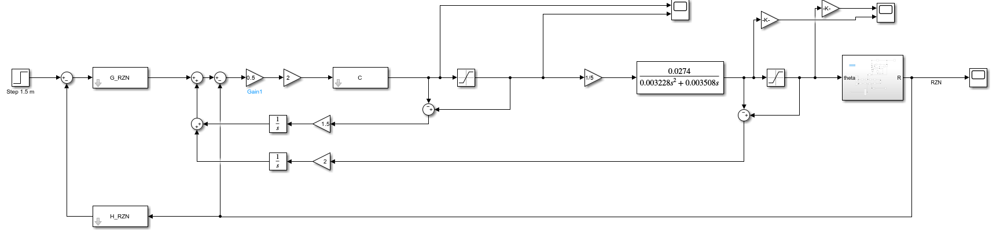 -K-
-K-
Step 1.5 m
+
−
G_RZN
+
+
+
−
0.5
Gain1
2
C
1/5
0.0274
0.003228s² + 0.003508s
theta
R
RZN
−
+
−
+
+
+
1
s
1.5
1
s
2
H_RZN